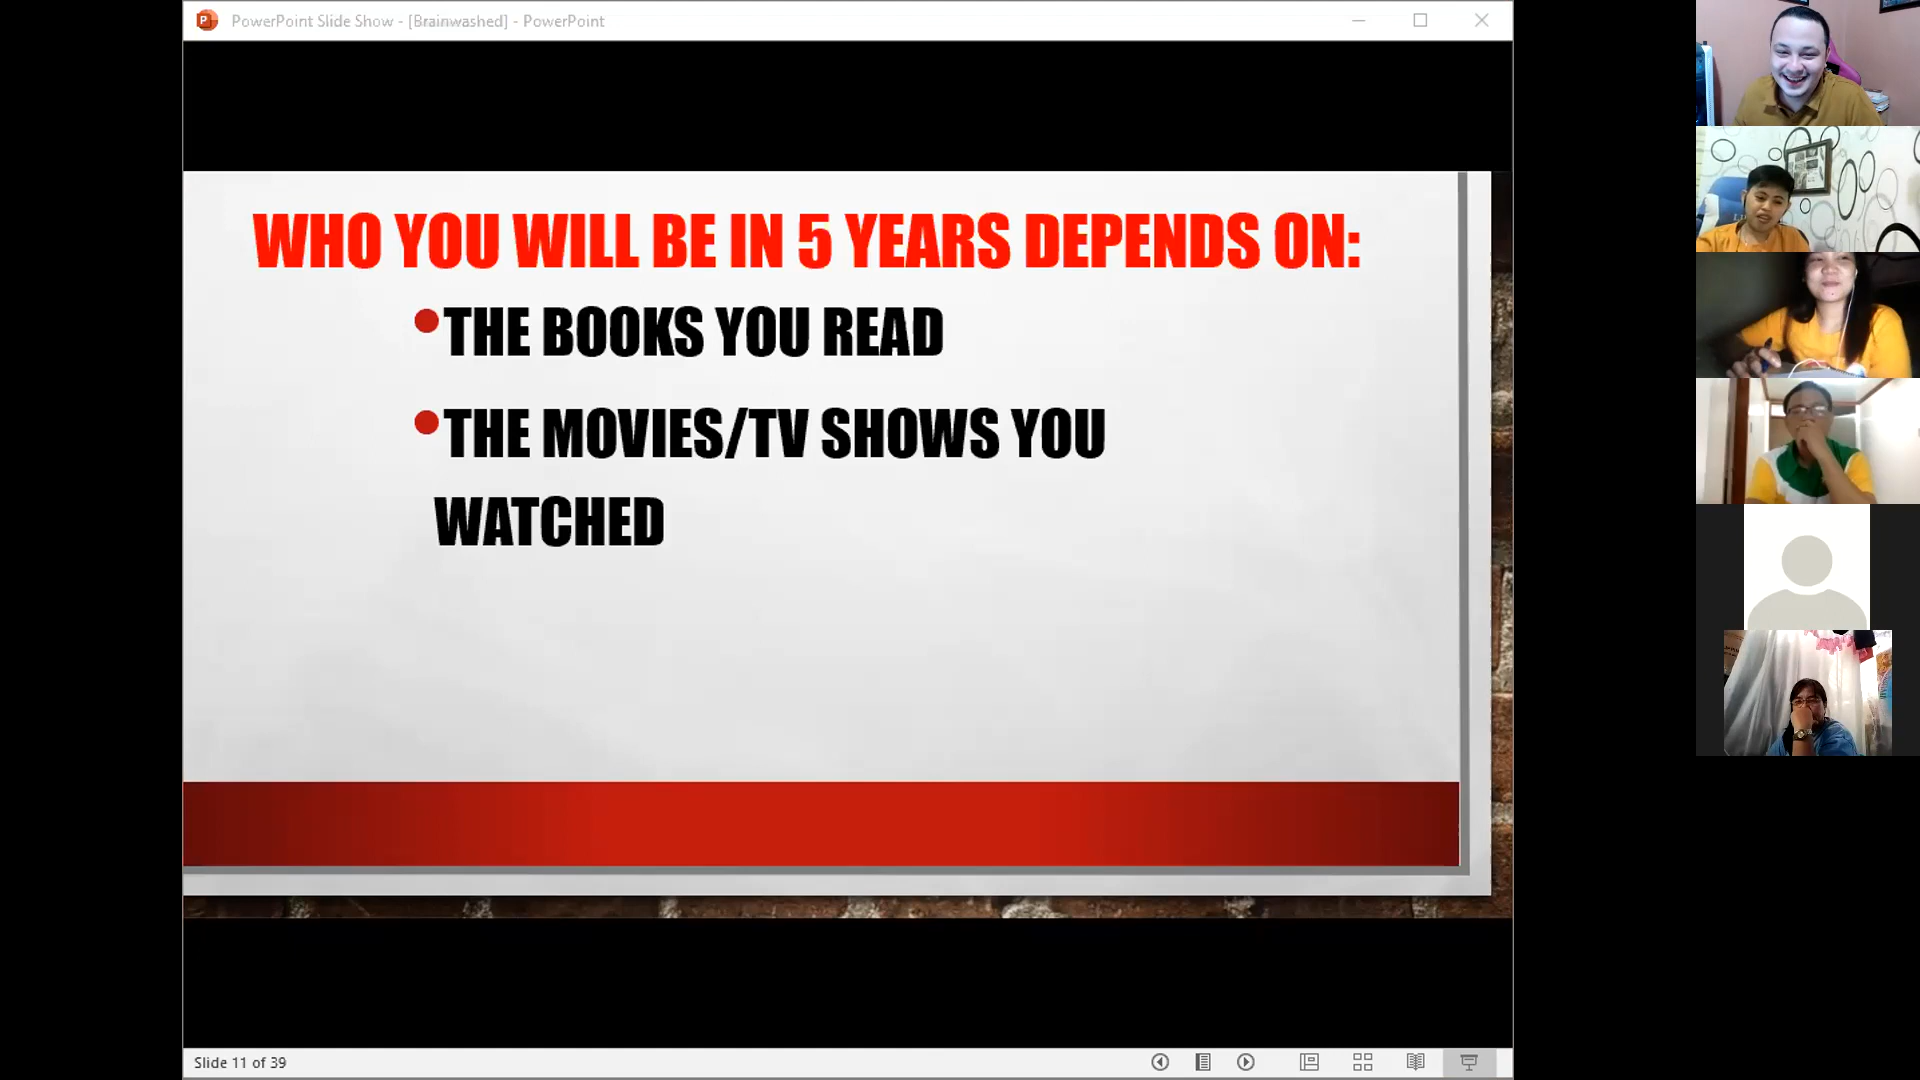 PowerPoint Slide Show - [Brainwashed] - PowerPoint
WHO YOU WILL BE IN 5 YEARS DEPENDS ON:
•THE BOOKS YOU READ
•THE MOVIES/TV SHOWS YOU
WATCHED
Slide 11 of 39